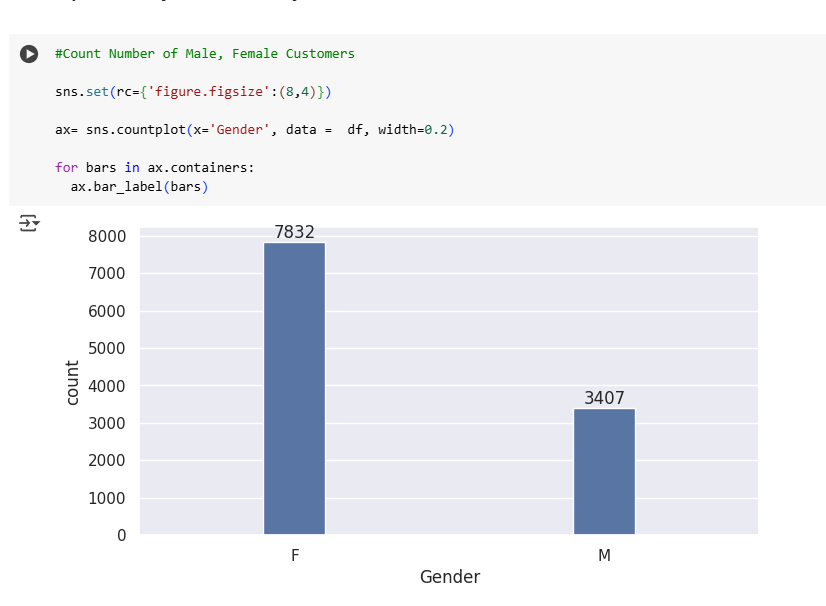 #Count Number of Male, Female Customers
sns.set(rc={'figure.figsize':(8,4)})
ax= sns.countplot(x='Gender', data =  df, width=0.2)
for bars in ax.containers:
  ax.bar_label(bars)
7832
8000
7000
6000
5000
4000
3407
3000
2000
1000
0
count
F
M
Gender